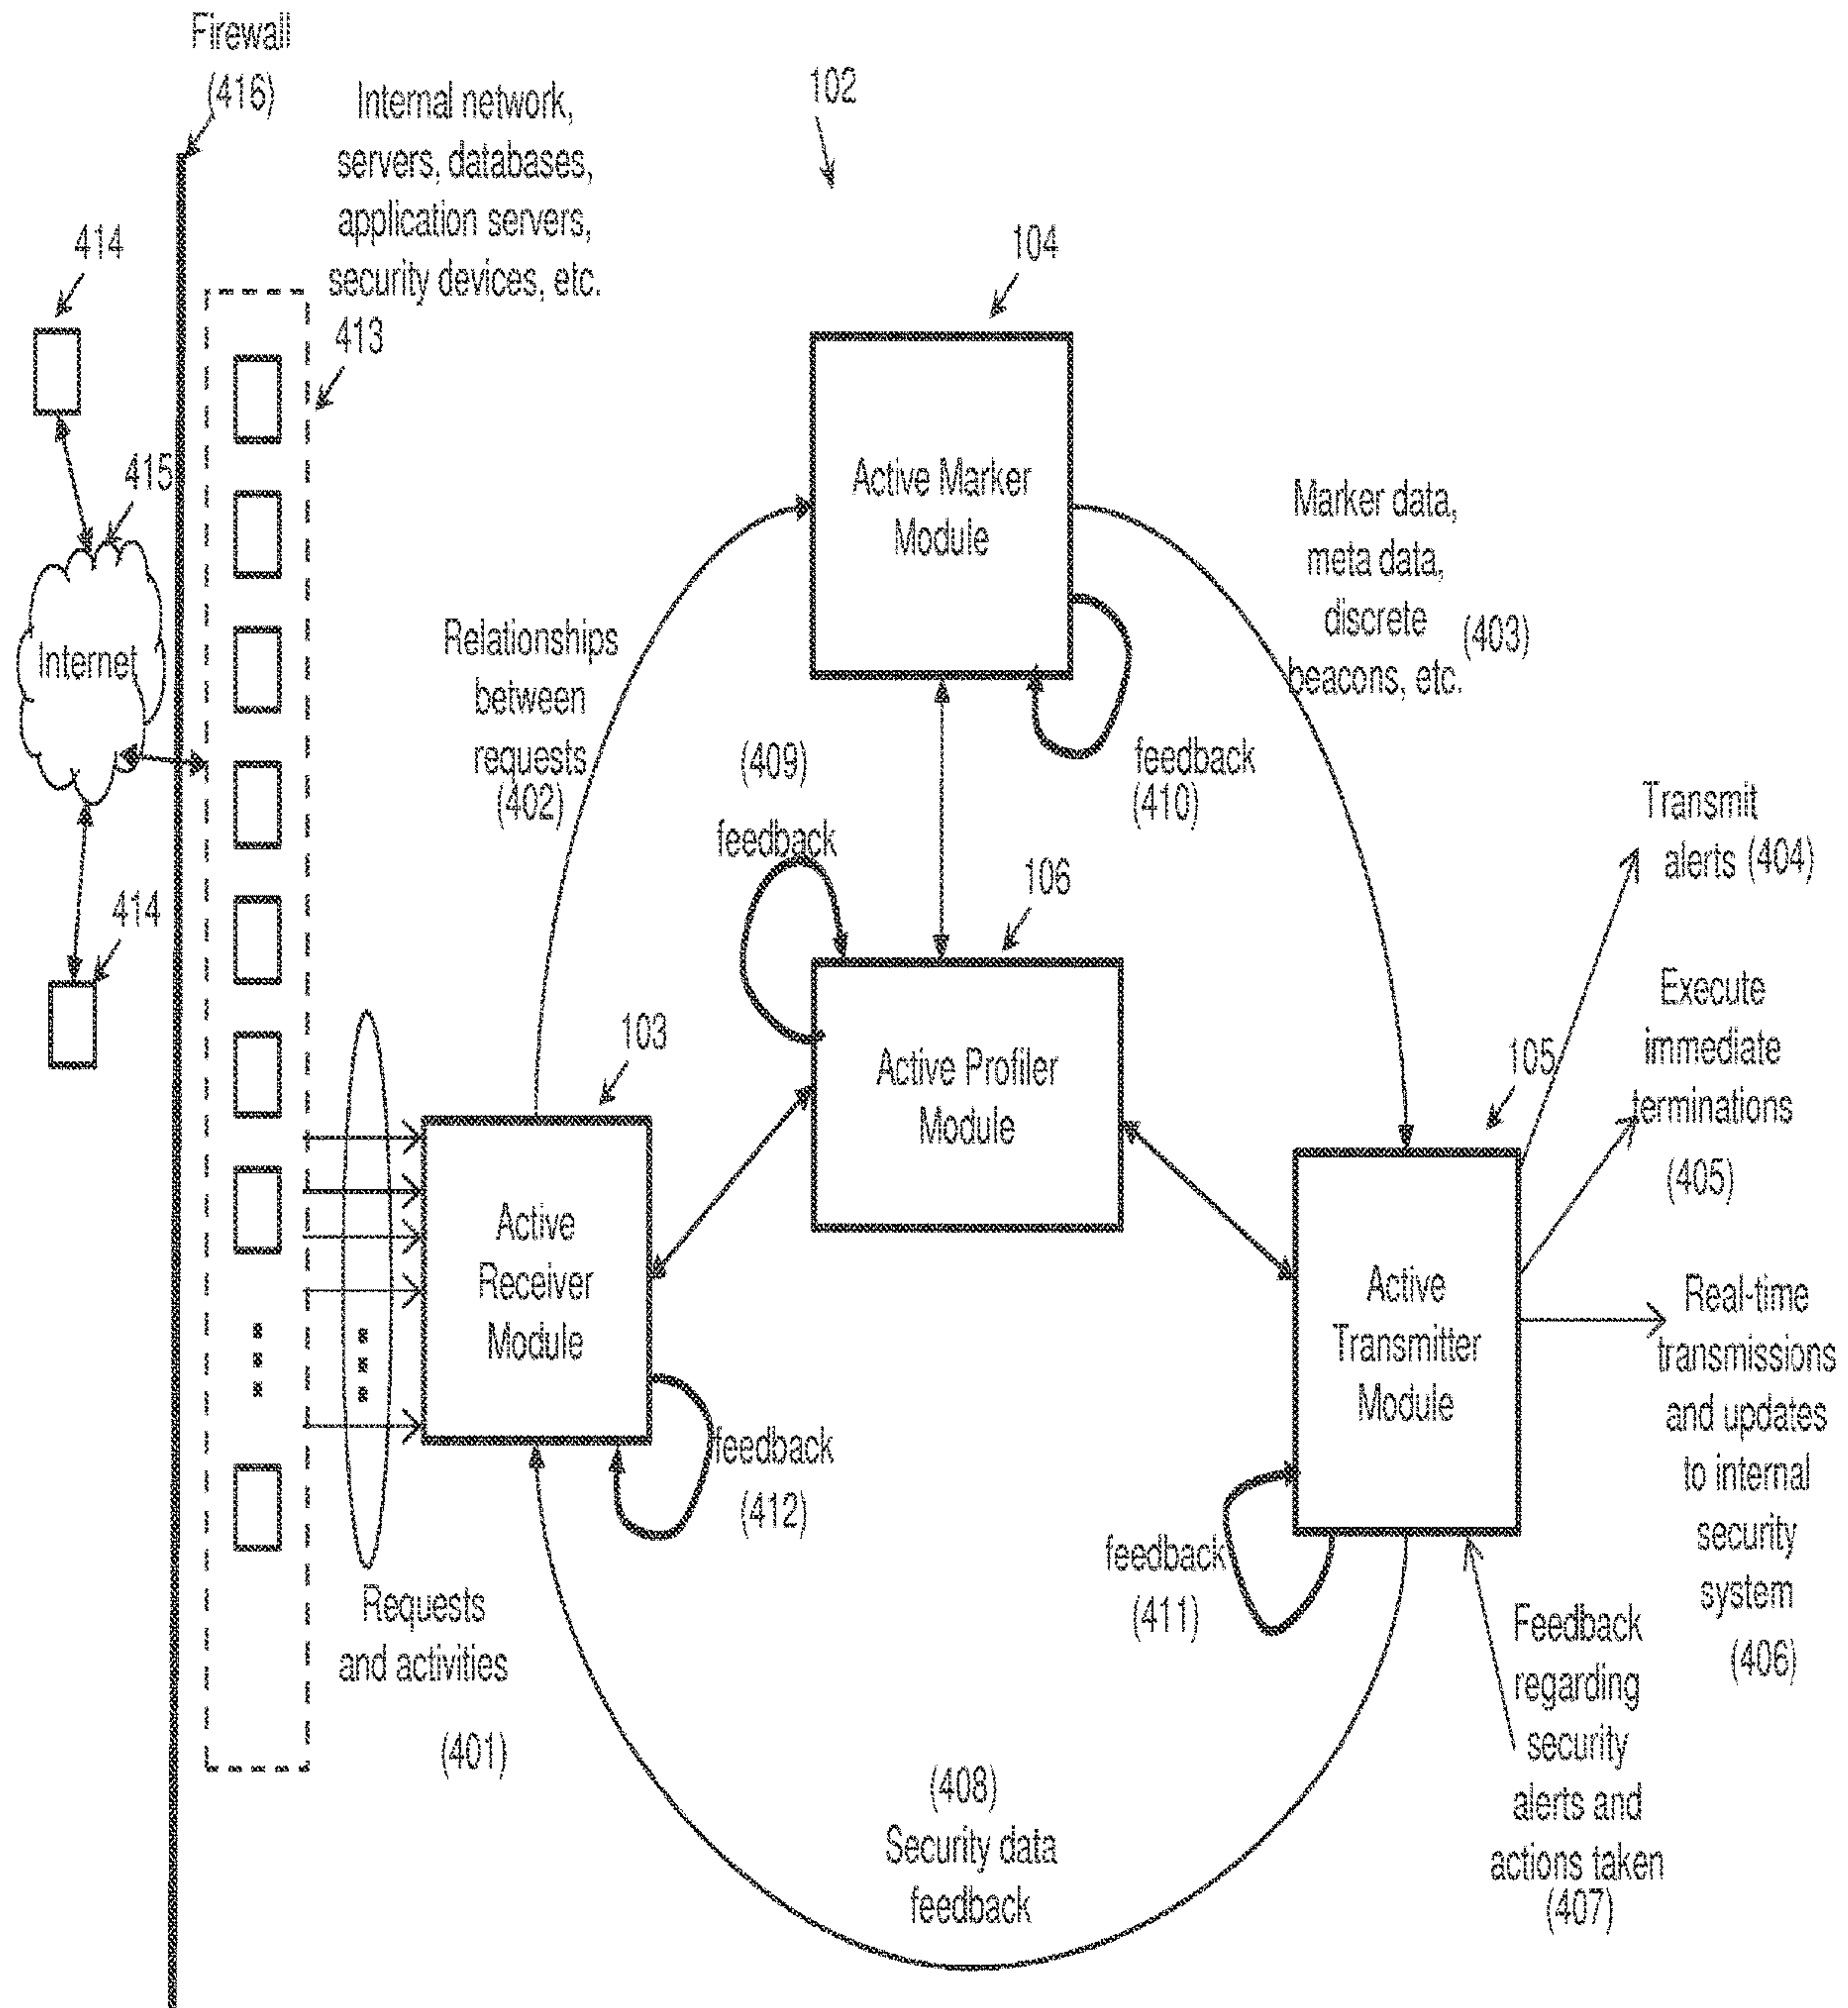 Firewall
(416)
Internal network,
servers, databases,
application servers,
security devices, etc.
413
102
414
415
Internet
414
104
Active Marker
Module
Marker data,
meta data,
discrete
beacons, etc.
(403)
Relationships
between
requests
(402)
(409)
feedback
feedback
(410)
106
Active Profiler
Module
103
Active
Receiver
Module
feedback
(412)
Requests
and activities
(401)
105
Active
Transmitter
Module
feedback
(411)
Transmit
alerts (404)
Execute
immediate
terminations
(405)
Real-time
transmissions
and updates
to internal
security
system
(406)
Feedback
regarding
security
alerts and
actions taken
(407)
(408)
Security data
feedback